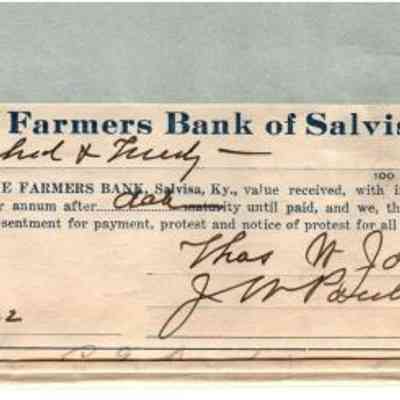 Farmers Bank of Salvis
hed & Twenty —
100
E FARMERS BANK, Salvisa, Ky., value received, with i
r annum after date maturity until paid, and we, th
sentment for payment, protest and notice of protest for all
Thos W Jo
J W
2